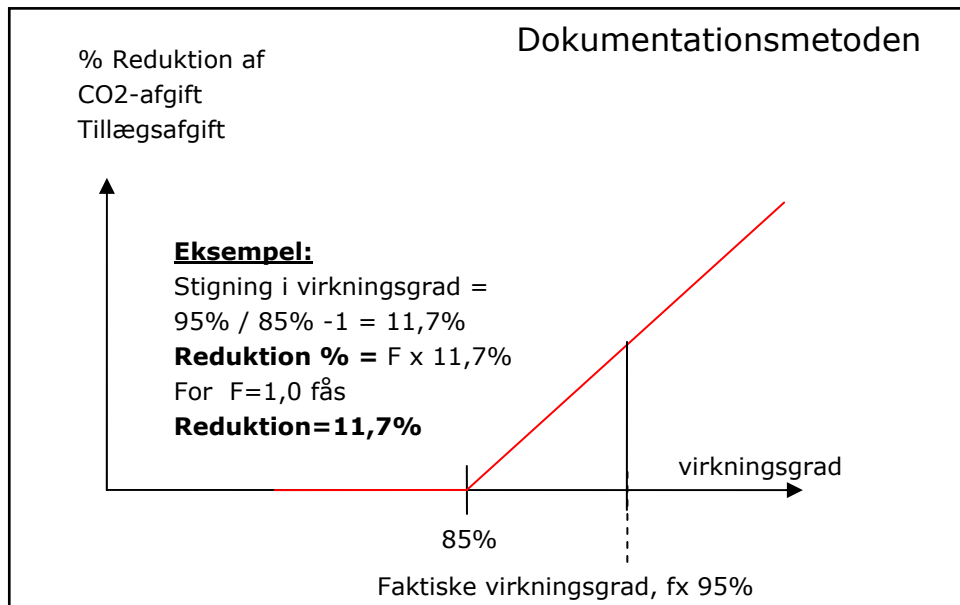 Dokumentationsmetoden
% Reduktion af
CO2-afgift
Tillægsafgift
Eksempel:
Stigning i virkningsgrad =
95% / 85% -1 = 11,7%
Reduktion % = F x 11,7%
For F=1,0 fås
Reduktion=11,7%
virkningsgrad
85%
Faktiske virkningsgrad, fx 95%